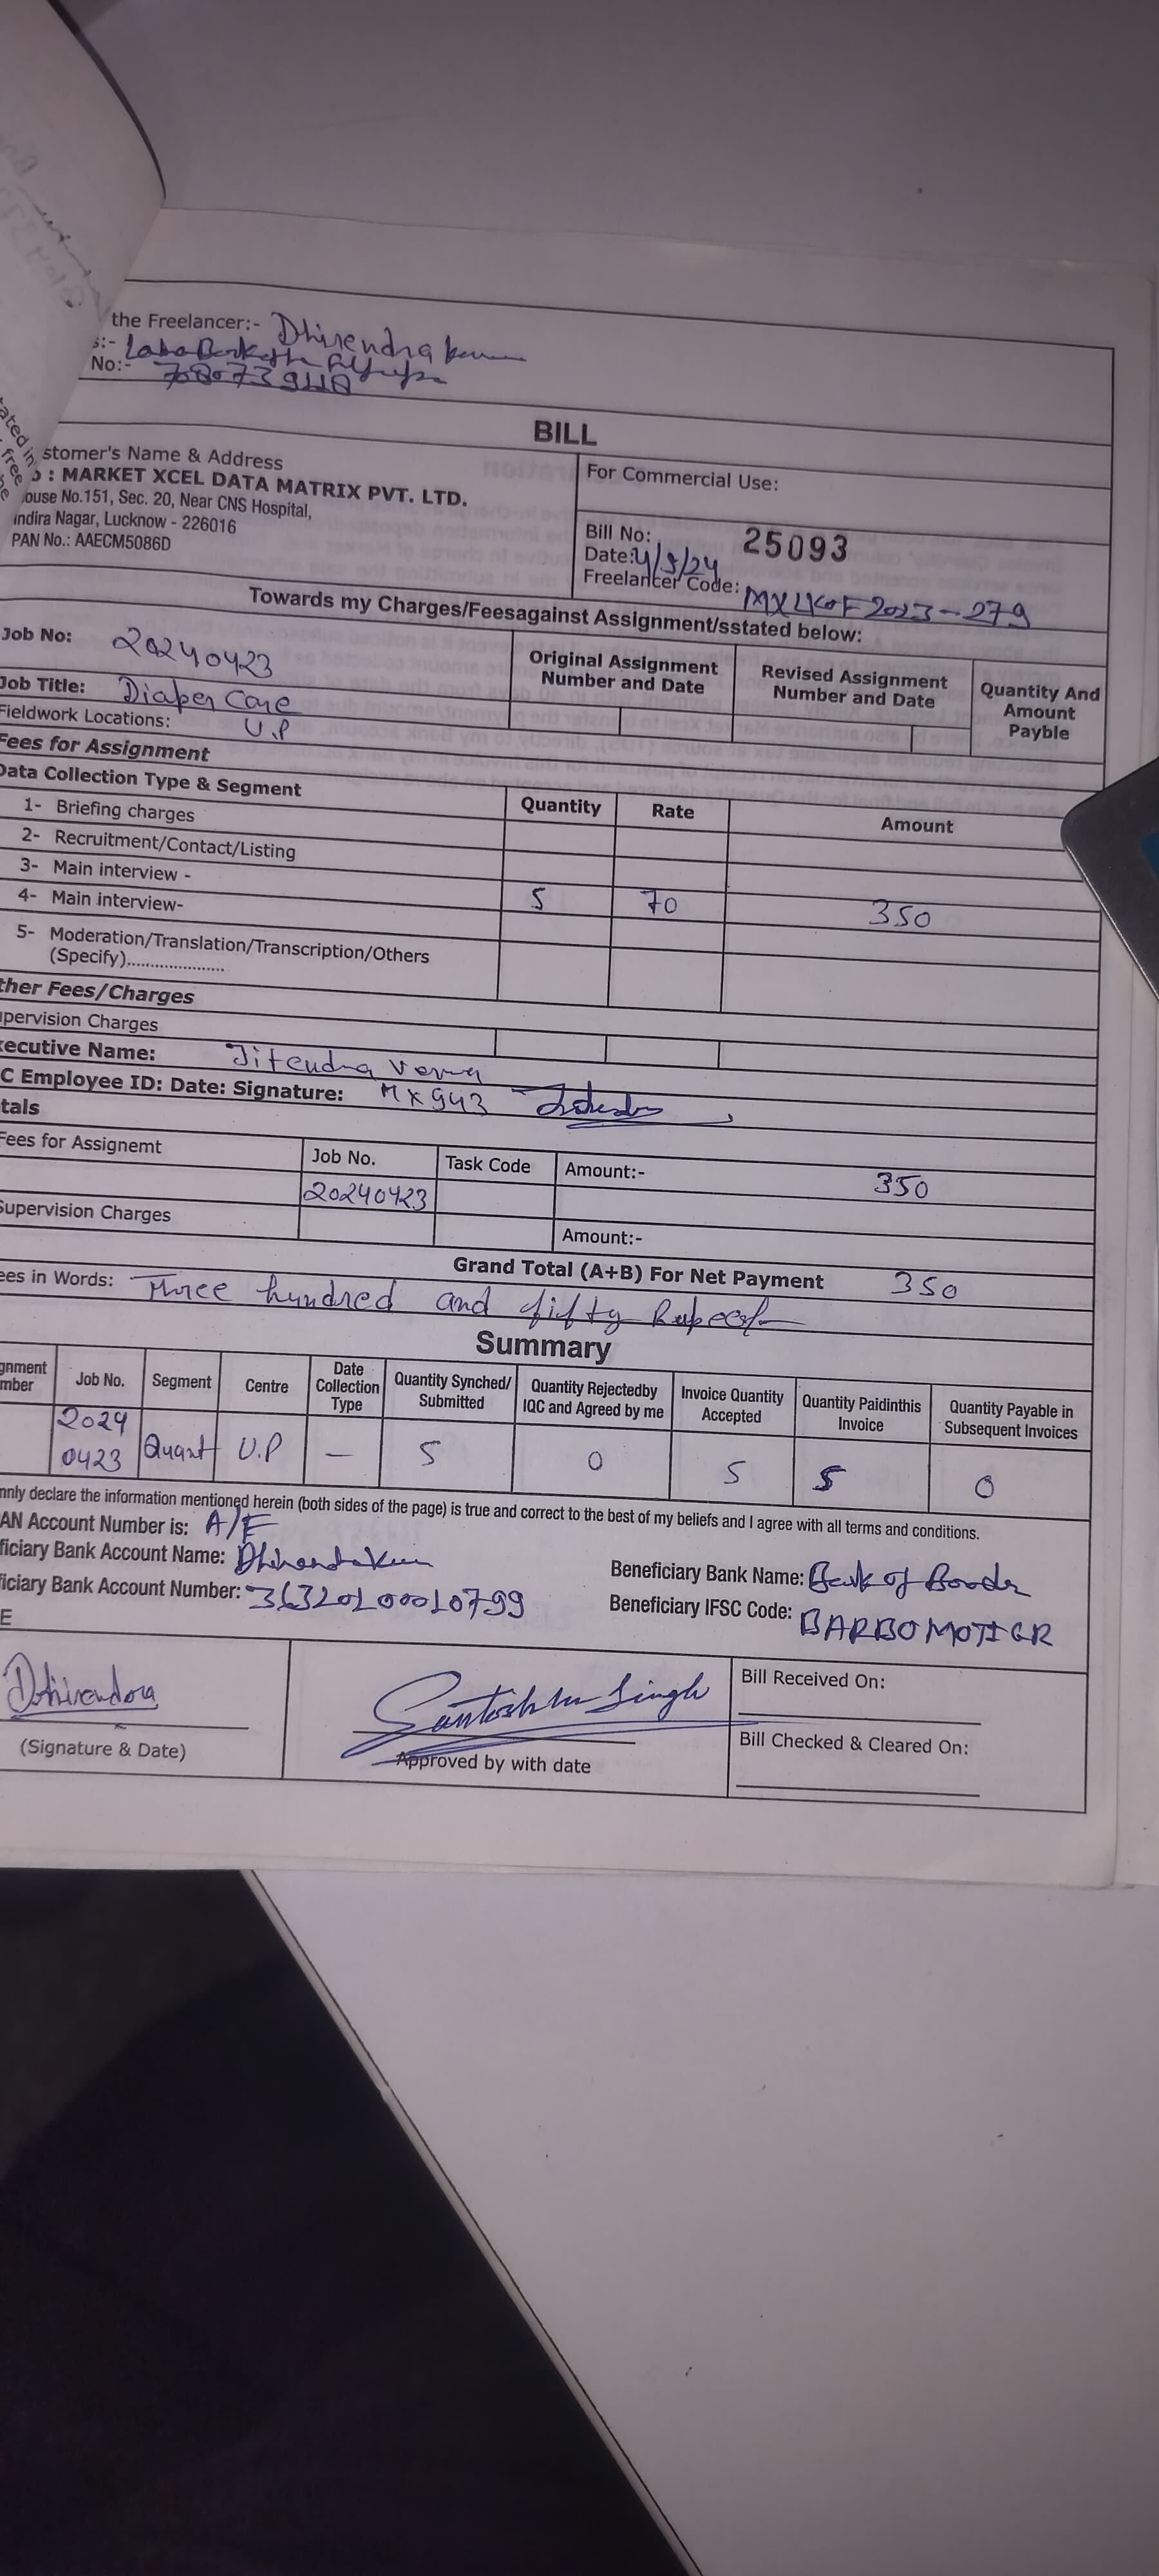 the Freelancer:- Dhirendra kumar
s:-
No:-
BILL
stomer's Name & Address
: MARKET XCEL DATA MATRIX PVT. LTD.
ouse No.151, Sec. 20, Near CNS Hospital,
Indira Nagar, Lucknow - 226016
PAN No.: AAECM5086D
For Commercial Use:
Bill No: 25093
Date: 4/5/24
Freelancer Code: MXLKOF2023-279
Towards my Charges/Feesagainst Assignment/sstated below:
Job No: 20240423
Job Title: Diaper Care
Fieldwork Locations: U.P
Original Assignment Number and Date
Revised Assignment Number and Date
Quantity And Amount Payble
Fees for Assignment
Data Collection Type & Segment Quantity Rate Amount
1- Briefing charges
2- Recruitment/Contact/Listing
3- Main interview -
4- Main interview- 5 70 350
5- Moderation/Translation/Transcription/Others
(Specify)......................
ther Fees/Charges
pervision Charges
ecutive Name: Jitendra Verma
C Employee ID: Date: Signature: MX943
tals
Fees for Assignemt Job No. Task Code Amount:- 350
20240423
Supervision Charges Amount:-
Grand Total (A+B) For Net Payment 350
ees in Words: Three hundred and fifty Rupees/-
Summary
gnment mber Job No. Segment Centre Date Collection Type Quantity Synched/ Submitted Quantity Rejectedby IQC and Agreed by me Invoice Quantity Accepted Quantity Paidinthis Invoice Quantity Payable in Subsequent Invoices
2024 0423 Quant U.P — 5 0 5 5 0
nnly declare the information mentioned herein (both sides of the page) is true and correct to the best of my beliefs and I agree with all terms and conditions.
AN Account Number is: A/F
ficiary Bank Account Name:
Beneficiary Bank Name: Bank of Baroda
ficiary Bank Account Number: 36320100010799
Beneficiary IFSC Code: BARB0MOTIGR
E
Dhirendra
(Signature & Date)
Santosh Kr Singh
Approved by with date
Bill Received On:
Bill Checked & Cleared On: